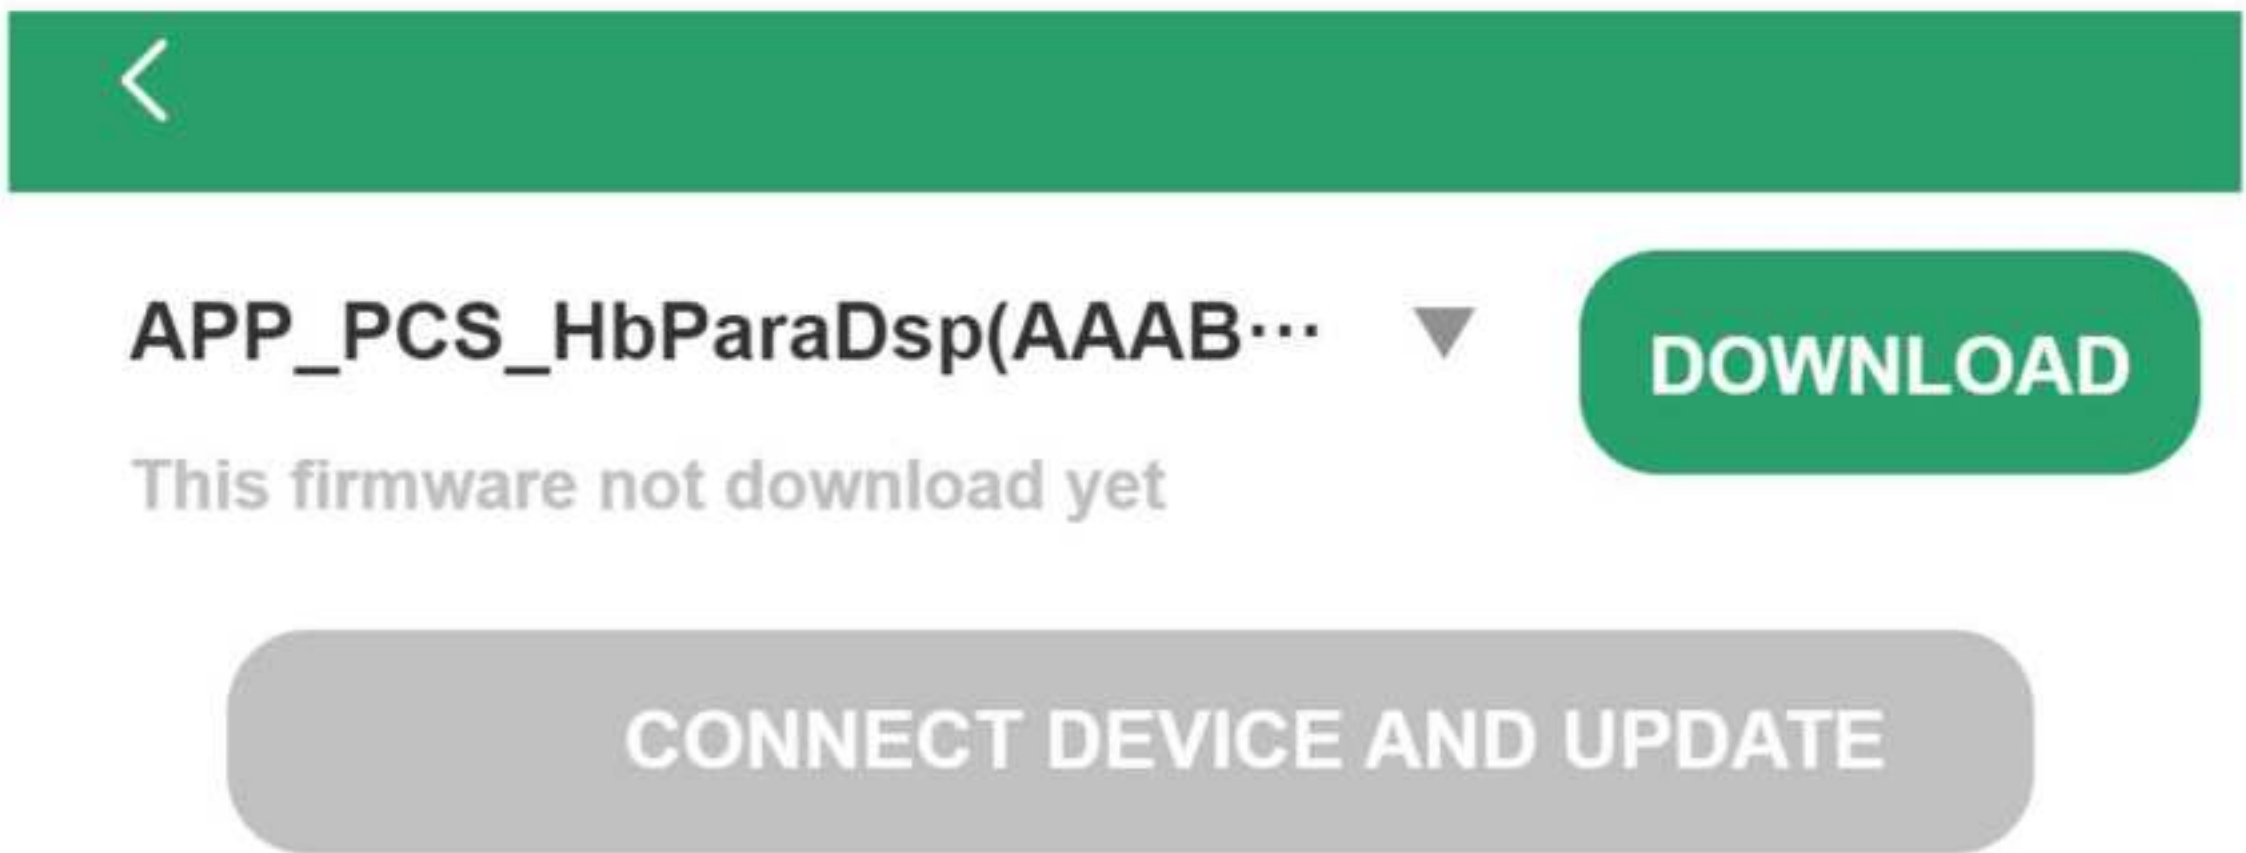 APP_PCS_HbParaDsp(AAAB···
DOWNLOAD
This firmware not download yet
CONNECT DEVICE AND UPDATE